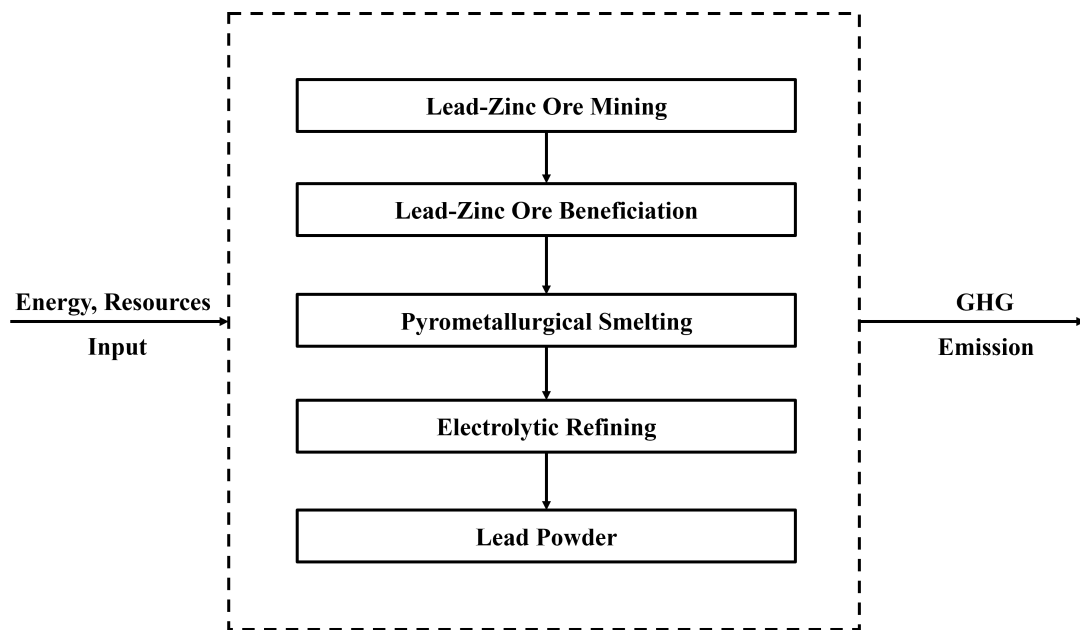 Lead-Zinc Ore Mining
Lead-Zinc Ore Beneficiation
Energy, Resources
Input
Pyrometallurgical Smelting
GHG
Emission
Electrolytic Refining
Lead Powder